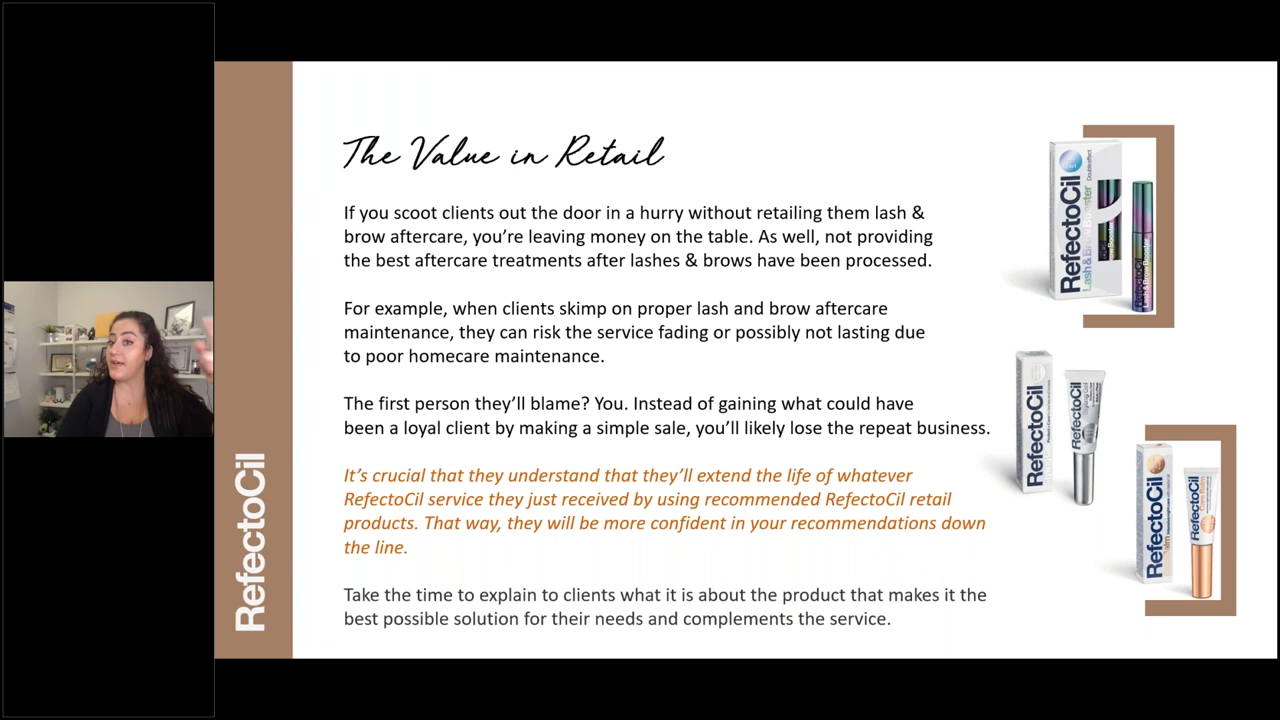 The Value in Retail
If you scoot clients out the door in a hurry without retailing them lash &
brow aftercare, you're leaving money on the table. As well, not providing
the best aftercare treatments after lashes & brows have been processed.
For example, when clients skimp on proper lash and brow aftercare
maintenance, they can risk the service fading or possibly not lasting due
to poor homecare maintenance.
The first person they'll blame? You. Instead of gaining what could have
been a loyal client by making a simple sale, you'll likely lose the repeat business.
It's crucial that they understand that they'll extend the life of whatever
RefectoCil service they just received by using recommended RefectoCil retail
products. That way, they will be more confident in your recommendations down
the line.
Take the time to explain to clients what it is about the product that makes it the
best possible solution for their needs and complements the service.
RefectoCil
RefectoCil
Lash & Brow Booster
RefectoCil
RefectoCil
RefectoCil
RefectoCil